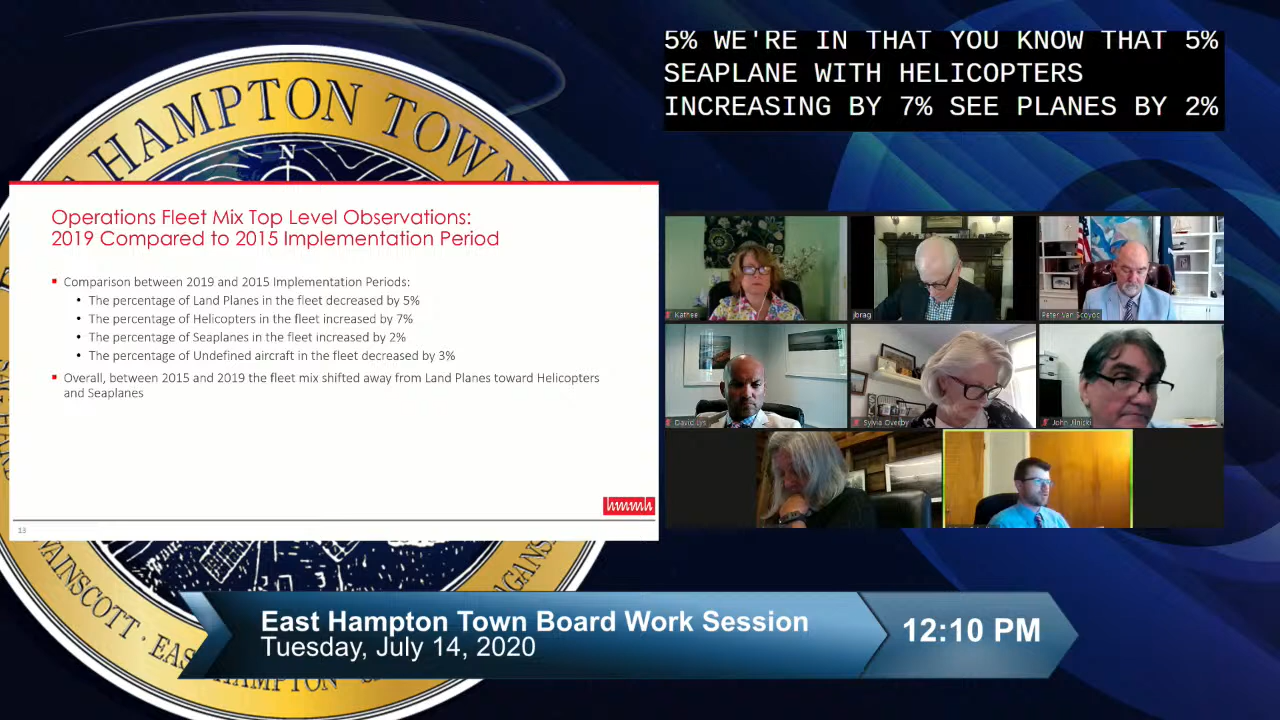 5% WE'RE IN THAT YOU KNOW THAT 5%
SEAPLANE WITH HELICOPTERS
INCREASING BY 7% SEE PLANES BY 2%
HAMPTON TOWN
N
Operations Fleet Mix Top Level Observations:
2019 Compared to 2015 Implementation Period
Comparison between 2019 and 2015 Implementation Periods:
• The percentage of Land Planes in the fleet decreased by 5%
• The percentage of Helicopters in the fleet increased by 7%
• The percentage of Seaplanes in the fleet increased by 2%
• The percentage of Undefined aircraft in the fleet decreased by 3%
Overall, between 2015 and 2019 the fleet mix shifted away from Land Planes toward Helicopters
and Seaplanes
hmmh
13
Kathee
jbrag
Peter Van Scoyoc
David Lys
Sylvia Overby
John Jilnicki
WAINSCOTT · EAS
HAMPTON
East Hampton Town Board Work Session
Tuesday, July 14, 2020
12:10 PM